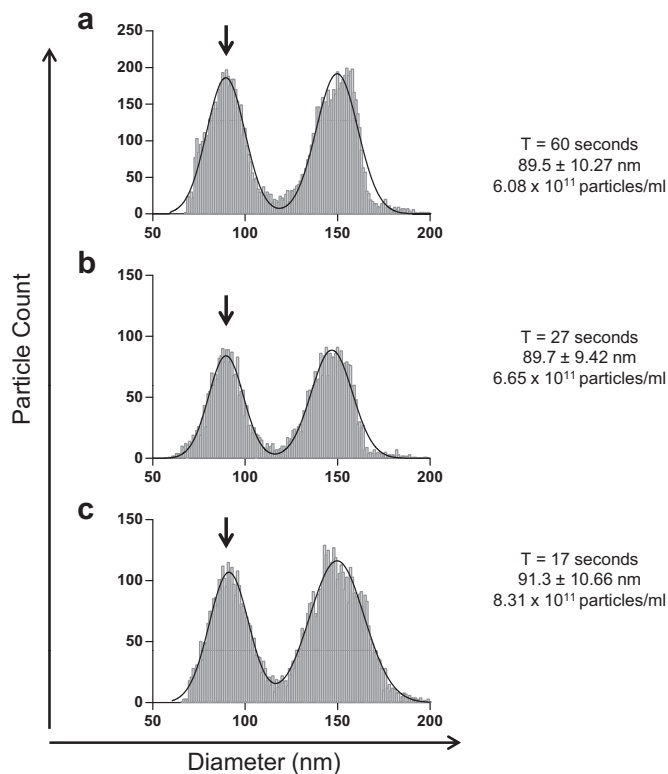 a
250
200
150
100
50
0
50 100 150 200
T = 60 seconds
89.5 ± 10.27 nm
6.08 x 10¹¹ particles/ml
b
150
100
50
0
50 100 150 200
T = 27 seconds
89.7 ± 9.42 nm
6.65 x 10¹¹ particles/ml
c
150
100
50
0
50 100 150 200
T = 17 seconds
91.3 ± 10.66 nm
8.31 x 10¹¹ particles/ml
Particle Count
Diameter (nm)